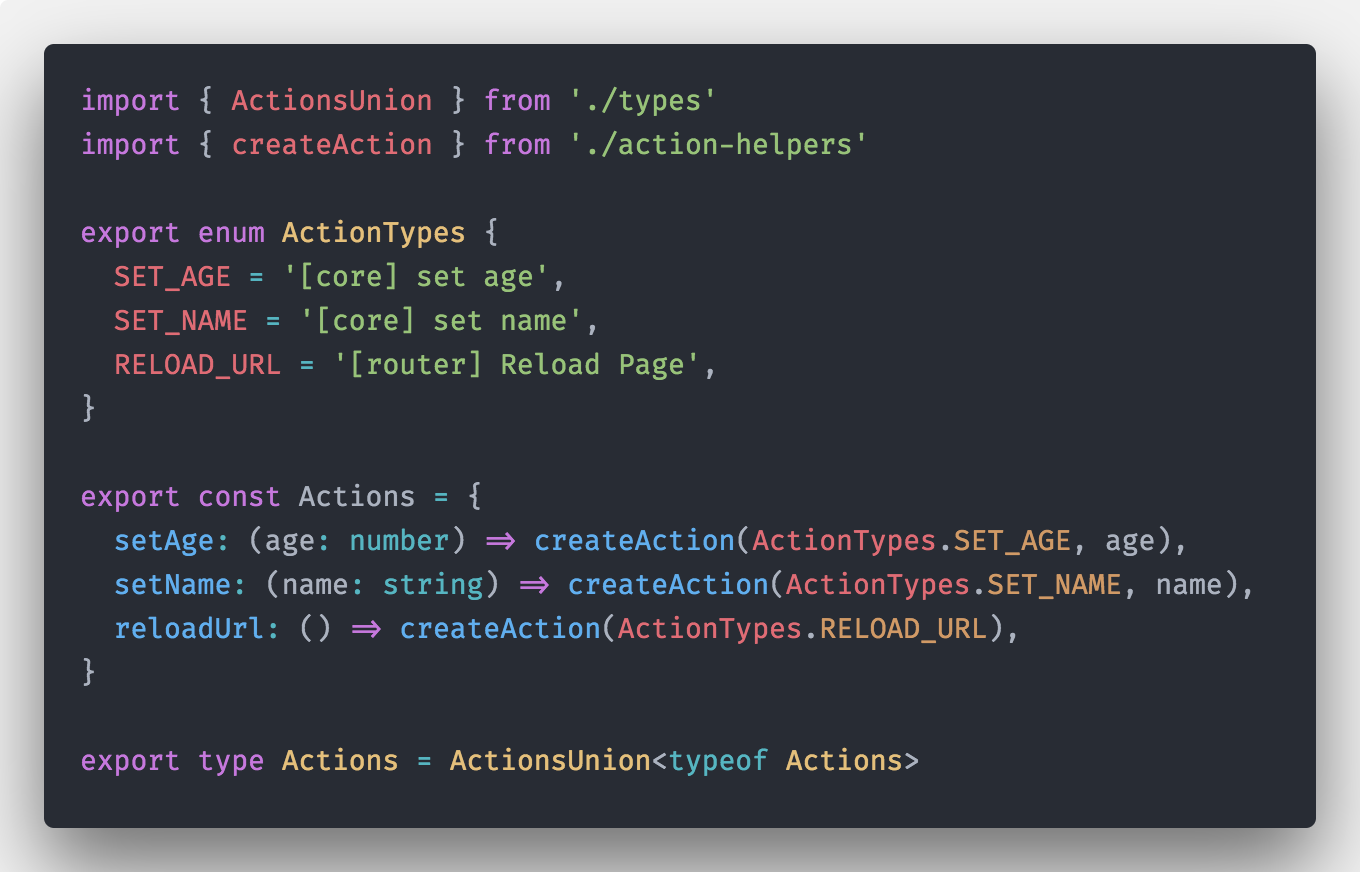 import { ActionsUnion } from './types'
import { createAction } from './action-helpers'
export enum ActionTypes {
SET_AGE = '[core] set age',
SET_NAME = '[core] set name',
RELOAD_URL = '[router] Reload Page',
}
export const Actions = {
setAge: (age: number) => createAction(ActionTypes.SET_AGE, age),
setName: (name: string) => createAction(ActionTypes.SET_NAME, name),
reloadUrl: () => createAction(ActionTypes.RELOAD_URL),
}
export type Actions = ActionsUnion<typeof Actions>